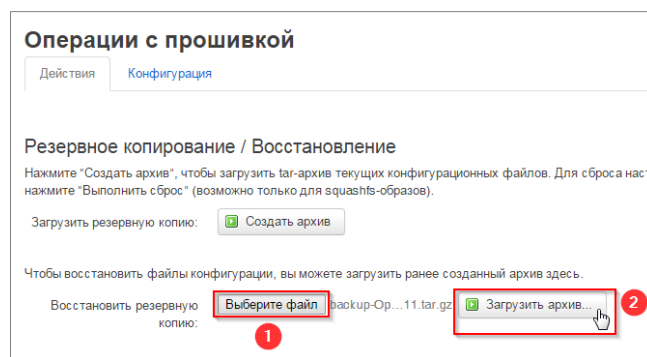 Операции с прошивкой
Действия Конфигурация
Резервное копирование / Восстановление
Нажмите "Создать архив", чтобы загрузить tar-архив текущих конфигурационных файлов. Для сброса нас
нажмите "Выполнить сброс" (возможно только для squashfs-образов).
Загрузить резервную копию: Создать архив
Чтобы восстановить файлы конфигурации, вы можете загрузить ранее созданный архив здесь.
Восстановить резервную Выберите файл backup-Op…11.tar.gz Загрузить архив... 2
копию:
1